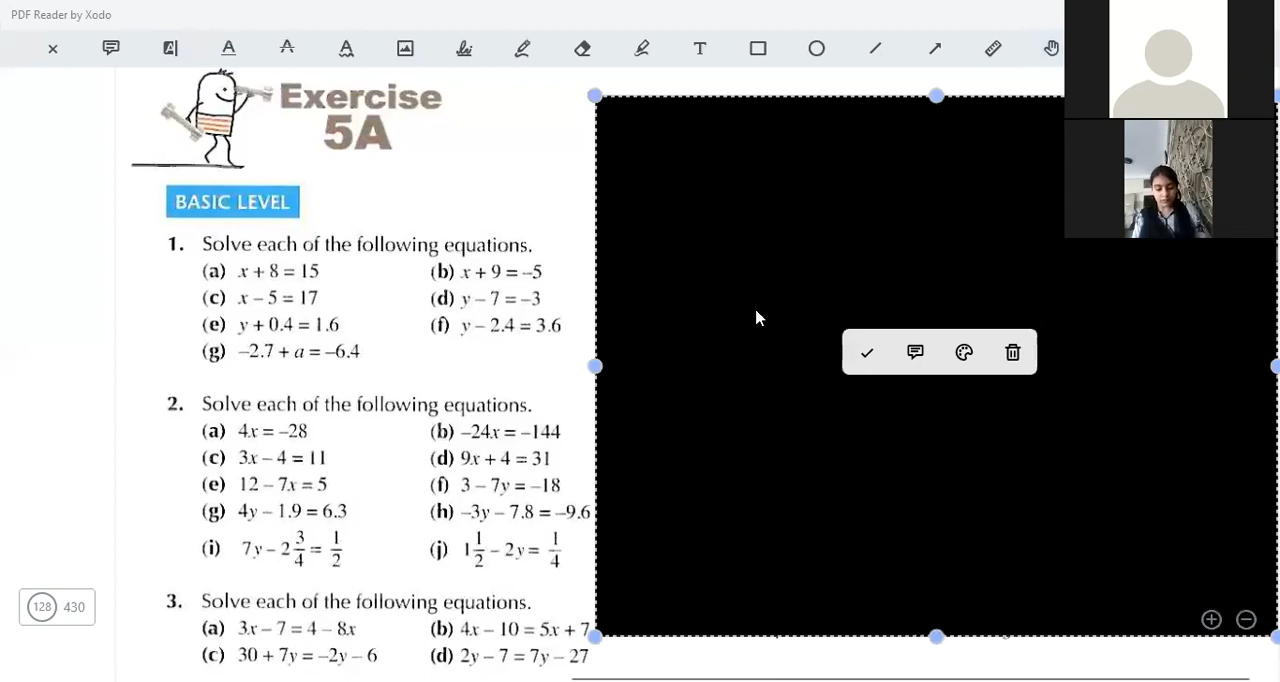 PDF Reader by Xodo
Exercise
5A
BASIC LEVEL
1. Solve each of the following equations.
(a) x + 8 = 15 (b) x + 9 = –5
(c) x – 5 = 17 (d) y – 7 = –3
(e) y + 0.4 = 1.6 (f) y – 2.4 = 3.6
(g) –2.7 + a = –6.4
2. Solve each of the following equations.
(a) 4x = –28 (b) –24x = –144
(c) 3x – 4 = 11 (d) 9x + 4 = 31
(e) 12 – 7x = 5 (f) 3 – 7y = –18
(g) 4y – 1.9 = 6.3 (h) –3y – 7.8 = –9.6
(i) 7y – 2 3/4 = 1/2 (j) 1 1/2 – 2y = 1/4
3. Solve each of the following equations.
(a) 3x – 7 = 4 – 8x (b) 4x – 10 = 5x + 7
(c) 30 + 7y = –2y – 6 (d) 2y – 7 = 7y – 27
128 430